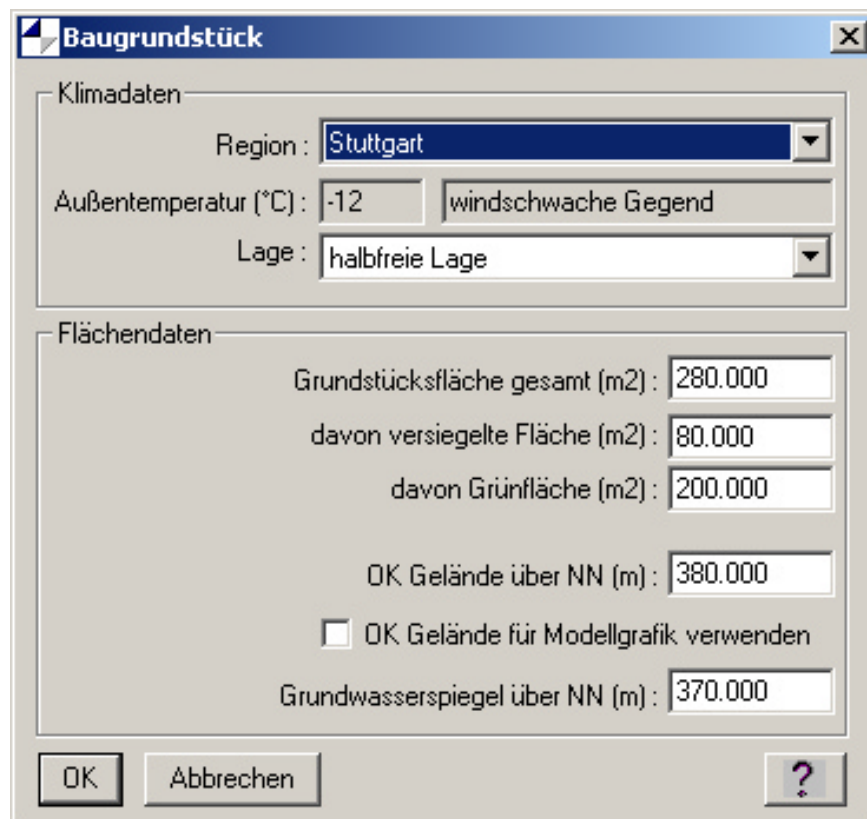 Baugrundstück
Klimadaten
Region : Stuttgart
Außentemperatur (°C) : -12 windschwache Gegend
Lage : halbfreie Lage
Flächendaten
Grundstücksfläche gesamt (m2) : 280.000
davon versiegelte Fläche (m2) : 80.000
davon Grünfläche (m2) : 200.000
OK Gelände über NN (m) : 380.000
OK Gelände für Modellgrafik verwenden
Grundwasserspiegel über NN (m) : 370.000
OK Abbrechen ?